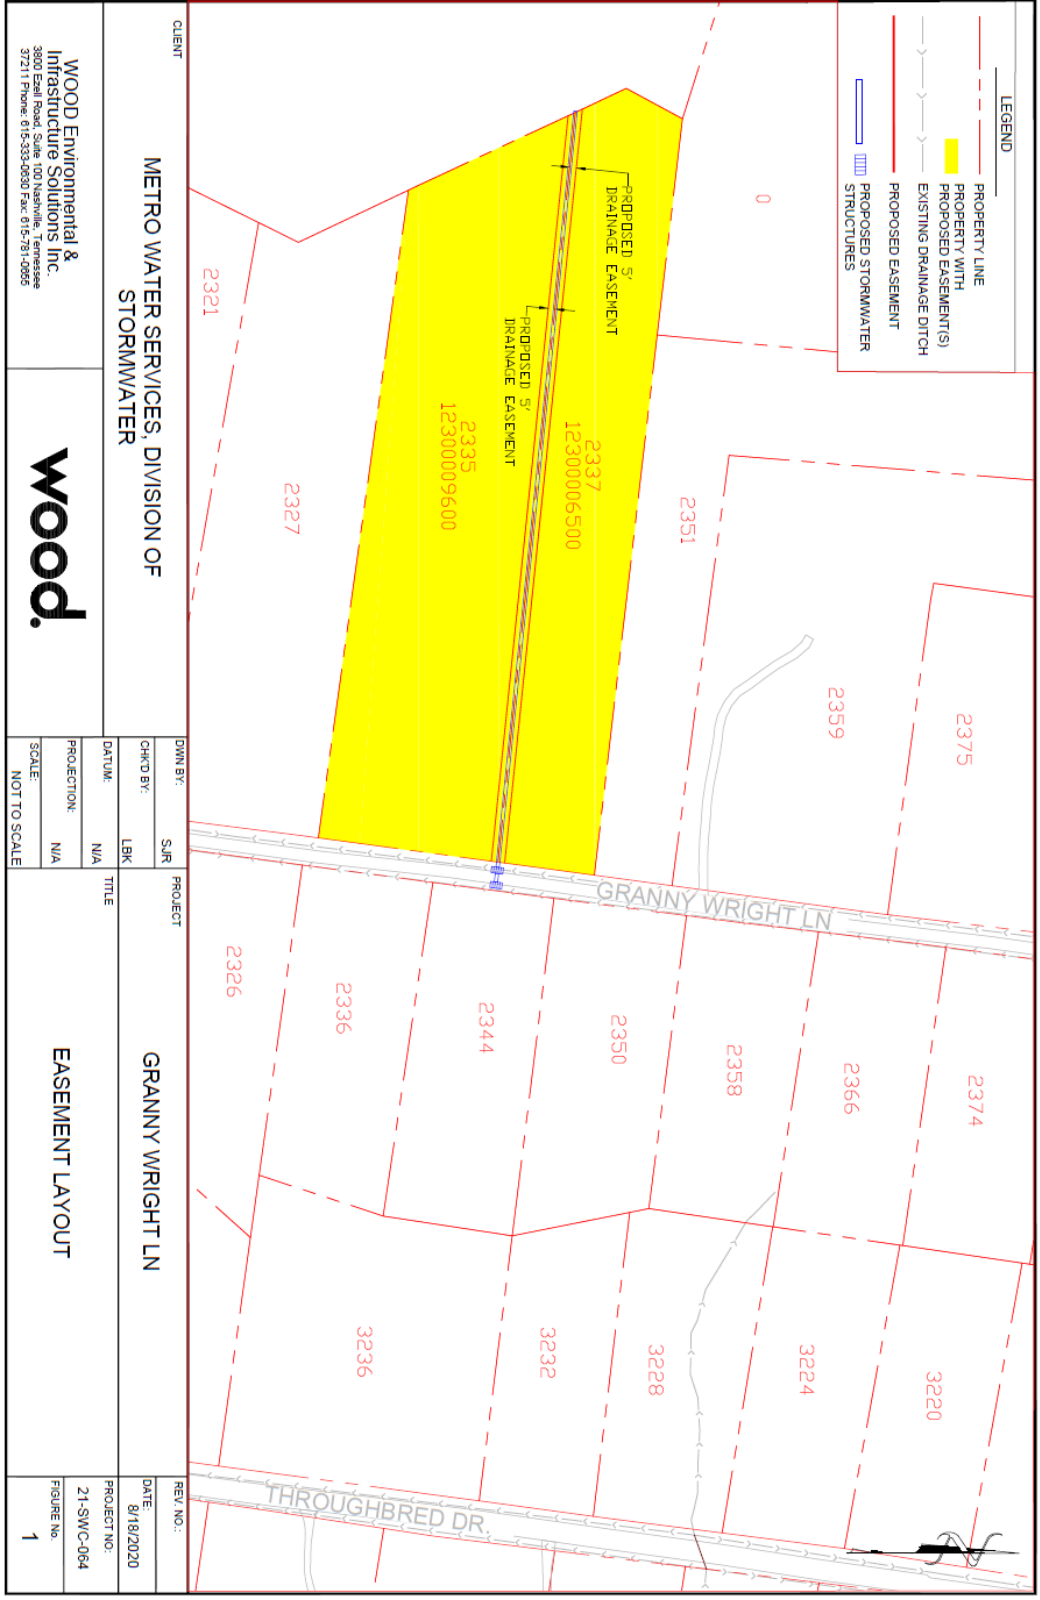 LEGEND
PROPERTY LINE
PROPERTY WITH
PROPOSED EASEMENT(S)
EXISTING DRAINAGE DITCH
PROPOSED EASEMENT
PROPOSED STORMWATER
STRUCTURES
0
2351
2359
2375
PROPOSED 5'
DRAINAGE EASEMENT
PROPOSED 5'
DRAINAGE EASEMENT
2337
12300006500
2335
12300009600
2327
2321
GRANNY WRIGHT LN
2374
2366
2358
2350
2344
2336
2326
3220
3224
3228
3232
3236
THROUGHBRED DR.
N
CLIENT
METRO WATER SERVICES, DIVISION OF
STORMWATER
WOOD Environmental &
Infrastructure Solutions Inc.
3800 Ezell Road, Suite 100 Nashville, Tennessee
37211 Phone: 615-333-0630 Fax: 615-781-0655
wood.
DWN BY:
SJR
CHK'D BY:
LBK
DATUM:
N/A
PROJECTION:
N/A
SCALE:
NOT TO SCALE
PROJECT
GRANNY WRIGHT LN
TITLE
EASEMENT LAYOUT
REV. NO.:
DATE:
8/18/2020
PROJECT NO:
21-SWC-064
FIGURE No.
1